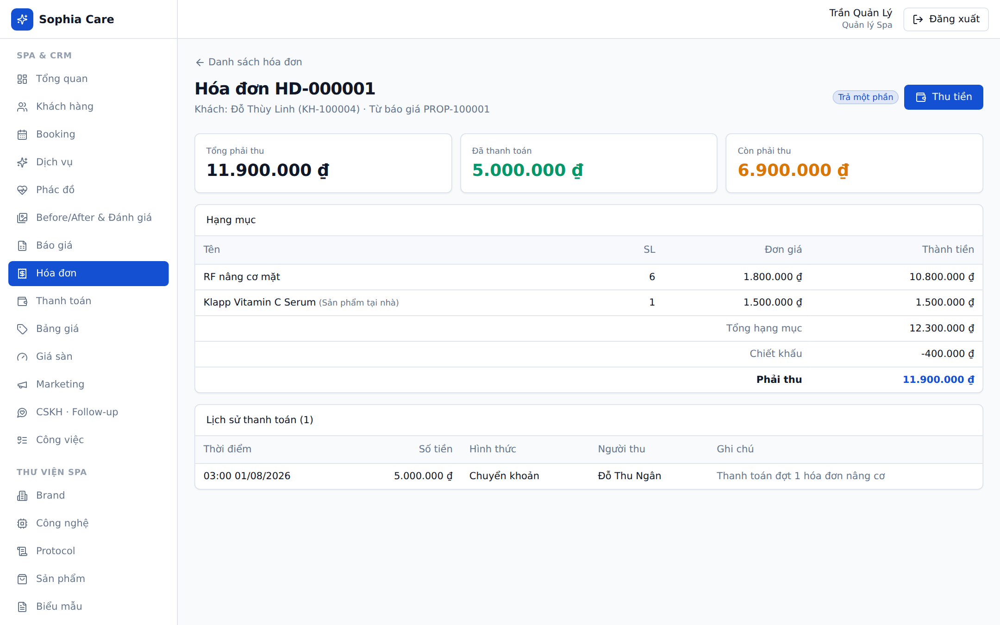 Sophia Care
Trần Quản Lý
Quản lý Spa
Đăng xuất
SPA & CRM
Tổng quan
Khách hàng
Booking
Dịch vụ
Phác đồ
Before/After & Đánh giá
Báo giá
Hóa đơn
Thanh toán
Bảng giá
Giá sàn
Marketing
CSKH · Follow-up
Công việc
THƯ VIỆN SPA
Brand
Công nghệ
Protocol
Sản phẩm
Biểu mẫu
Danh sách hóa đơn
Hóa đơn HD-000001
Khách: Đỗ Thùy Linh (KH-100004) · Từ báo giá PROP-100001
Trả một phần
Thu tiền
Tổng phải thu
11.900.000 ₫
Đã thanh toán
5.000.000 ₫
Còn phải thu
6.900.000 ₫
Hạng mục
Tên SL Đơn giá Thành tiền
RF nâng cơ mặt 6 1.800.000 ₫ 10.800.000 ₫
Klapp Vitamin C Serum (Sản phẩm tại nhà) 1 1.500.000 ₫ 1.500.000 ₫
Tổng hạng mục 12.300.000 ₫
Chiết khấu -400.000 ₫
Phải thu 11.900.000 ₫
Lịch sử thanh toán (1)
Thời điểm Số tiền Hình thức Người thu Ghi chú
03:00 01/08/2026 5.000.000 ₫ Chuyển khoản Đỗ Thu Ngân Thanh toán đợt 1 hóa đơn nâng cơ